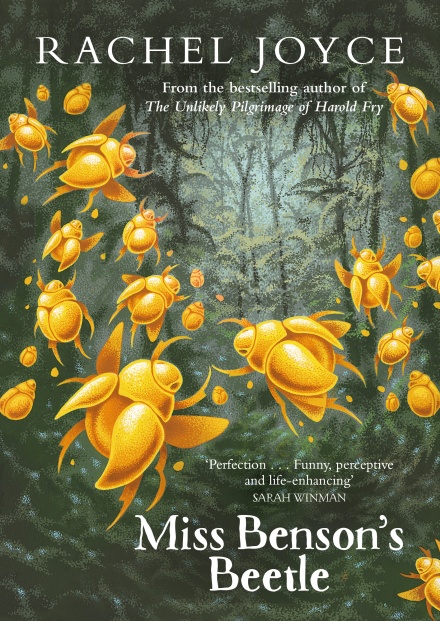 RACHEL JOYCE
From the bestselling author of
The Unlikely Pilgrimage of Harold Fry
‘Perfection . . . Funny, perceptive
and life-enhancing’
SARAH WINMAN
Miss Benson’s
Beetle